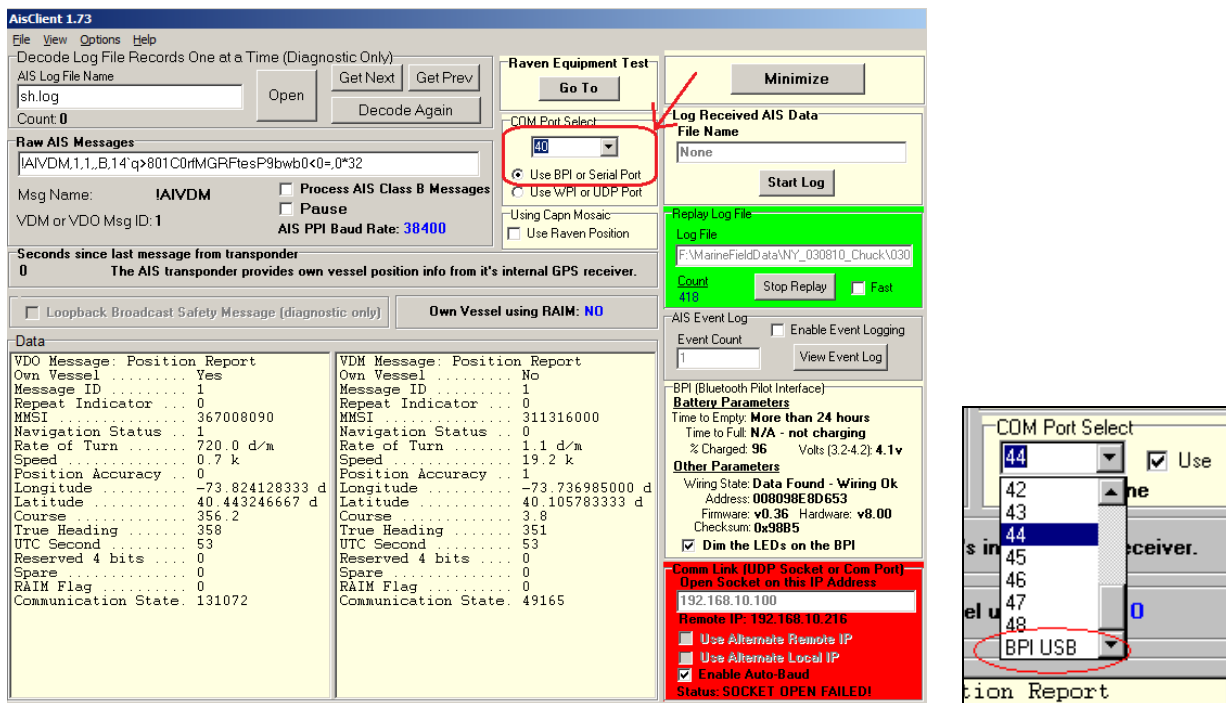 AisClient 1.73
File View Options Help
Decode Log File Records One at a Time (Diagnostic Only)
AIS Log File Name
sh.log
Count: 0
Open
Get Next
Get Prev
Decode Again
Raw AIS Messages
!AIVDM,1,1,,B,14`q>801C0rfMGRFtesP9bwb0<0=,0*32
Msg Name: !AIVDM
VDM or VDO Msg ID: 1
Process AIS Class B Messages
Pause
AIS PPI Baud Rate: 38400
Seconds since last message from transponder
0 The AIS transponder provides own vessel position info from it's internal GPS receiver.
Loopback Broadcast Safety Message (diagnostic only)
Own Vessel using RAIM: NO
Raven Equipment Test
Go To
COM Port Select
40
Use BPI or Serial Port
Use WPI or UDP Port
Using Capn Mosaic
Use Raven Position
Minimize
Log Received AIS Data
File Name
None
Start Log
Replay Log File
Log File
F:\MarineFieldData\NY_030810_Chuck\030
Count
418
Stop Replay
Fast
AIS Event Log
Event Count
1
Enable Event Logging
View Event Log
BPI (Bluetooth Pilot Interface)
Battery Parameters
Time to Empty: More than 24 hours
Time to Full: N/A - not charging
% Charged: 96 Volts (3.2-4.2): 4.1v
Other Parameters
Wiring State: Data Found - Wiring Ok
Address: 008098E8D653
Firmware: v0.36 Hardware: v8.00
Checksum: 0x98B5
Dim the LEDs on the BPI
Comm Link (UDP Socket or Com Port)
Open Socket on this IP Address
192.168.10.100
Remote IP: 192.168.10.216
Use Alternate Remote IP
Use Alternate Local IP
Enable Auto-Baud
Status: SOCKET OPEN FAILED!
Data
VDO Message: Position Report
Own Vessel ......... Yes
Message ID ......... 1
Repeat Indicator ... 0
MMSI ............... 367008090
Navigation Status .. 1
Rate of Turn ....... 720.0 d/m
Speed .............. 0.7 k
Position Accuracy .. 0
Longitude .......... -73.824128333 d
Latitude ........... 40.443246667 d
Course ............. 356.2
True Heading ....... 358
UTC Second ......... 53
Reserved 4 bits .... 0
Spare .............. 0
RAIM Flag .......... 0
Communication State. 131072
VDM Message: Position Report
Own Vessel ......... No
Message ID ......... 1
Repeat Indicator ... 0
MMSI ............... 311316000
Navigation Status .. 0
Rate of Turn ....... 1.1 d/m
Speed .............. 19.2 k
Position Accuracy .. 1
Longitude .......... -73.736985000 d
Latitude ........... 40.105783333 d
Course ............. 3.8
True Heading ....... 351
UTC Second ......... 53
Reserved 4 bits .... 0
Spare .............. 0
RAIM Flag .......... 0
Communication State. 49165
COM Port Select
44
Use
42
ne
43
44
's in
eceiver.
45
46
47
el u
0
48
BPI USB
tion Report